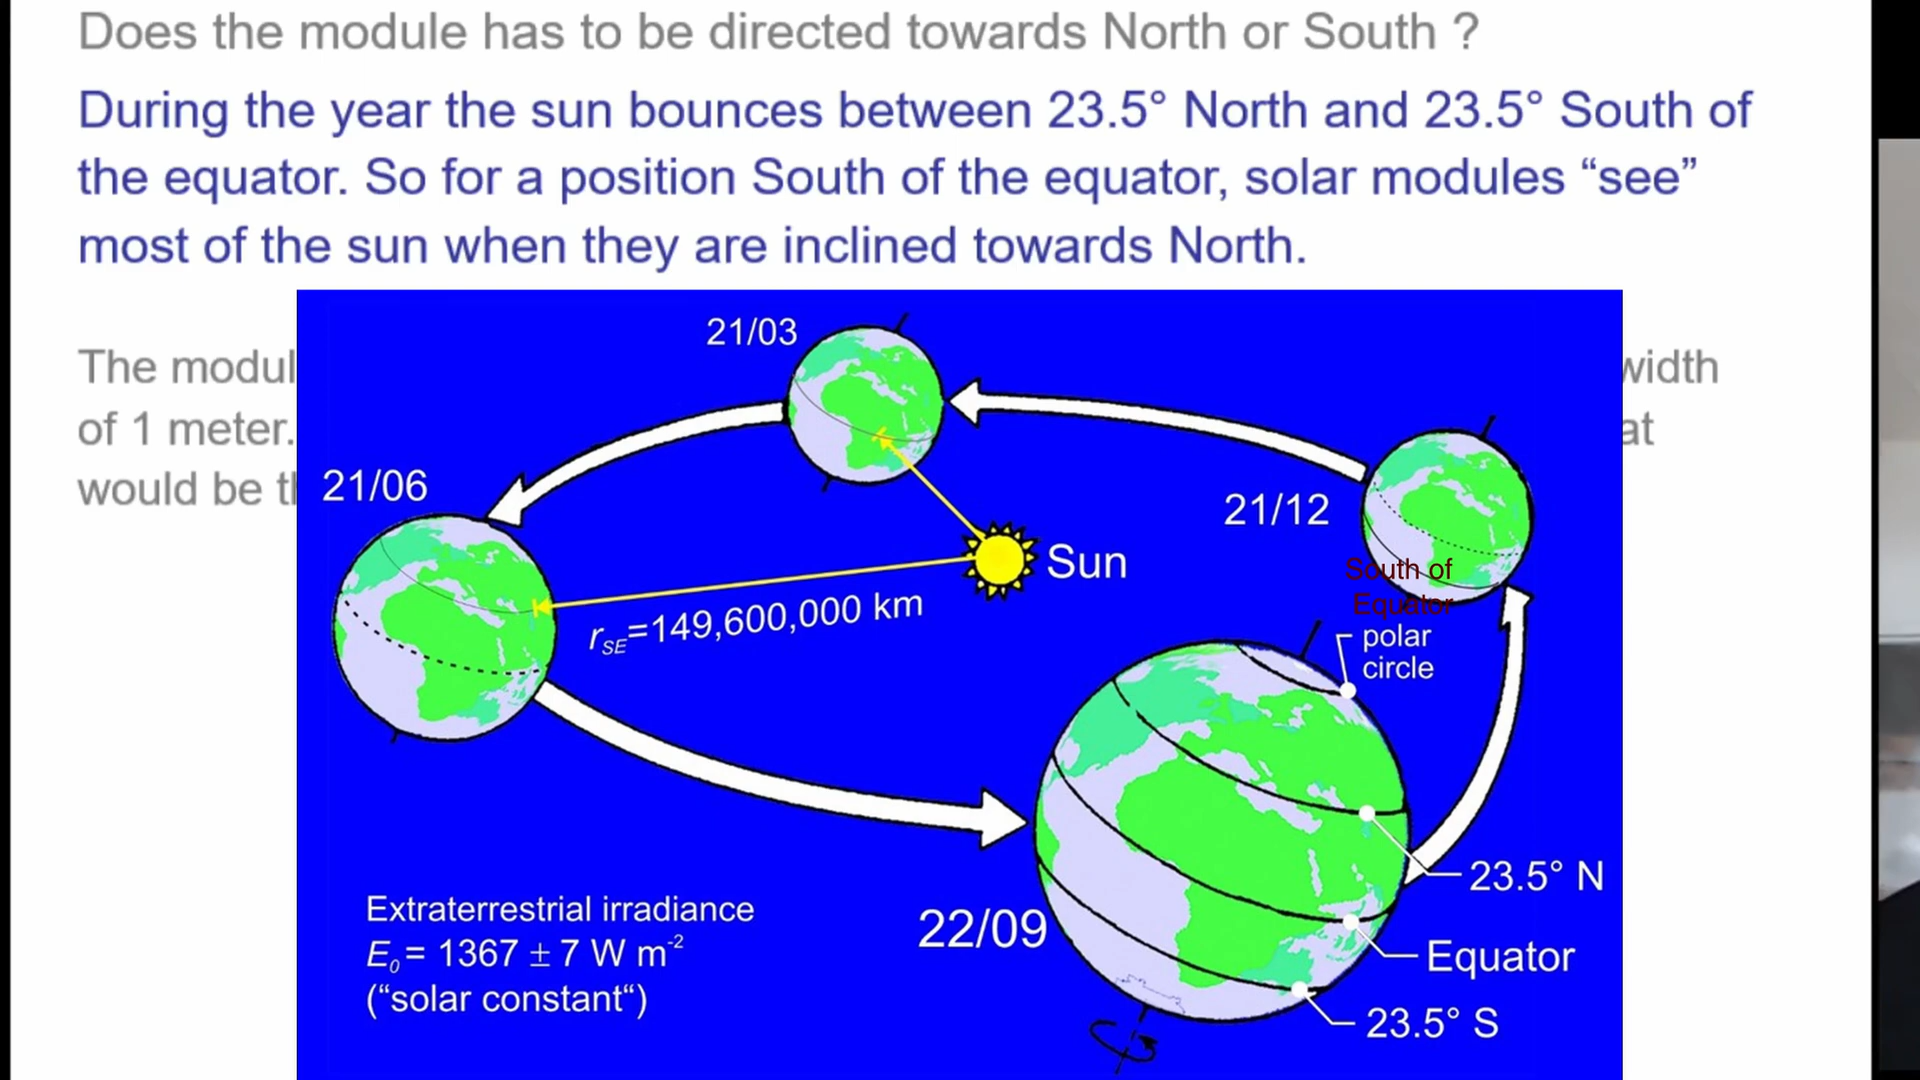 Does the module has to be directed towards North or South ?
During the year the sun bounces between 23.5° North and 23.5° South of
the equator. So for a position South of the equator, solar modules “see”
most of the sun when they are inclined towards North.
The modul
width
of 1 meter.
at
would be t
21/03
21/06
21/12
Sun
South of
Equator
rSE=149,600,000 km
polar
circle
23.5° N
22/09
Equator
23.5° S
Extraterrestrial irradiance
E0= 1367 ± 7 W m-2
(“solar constant“)